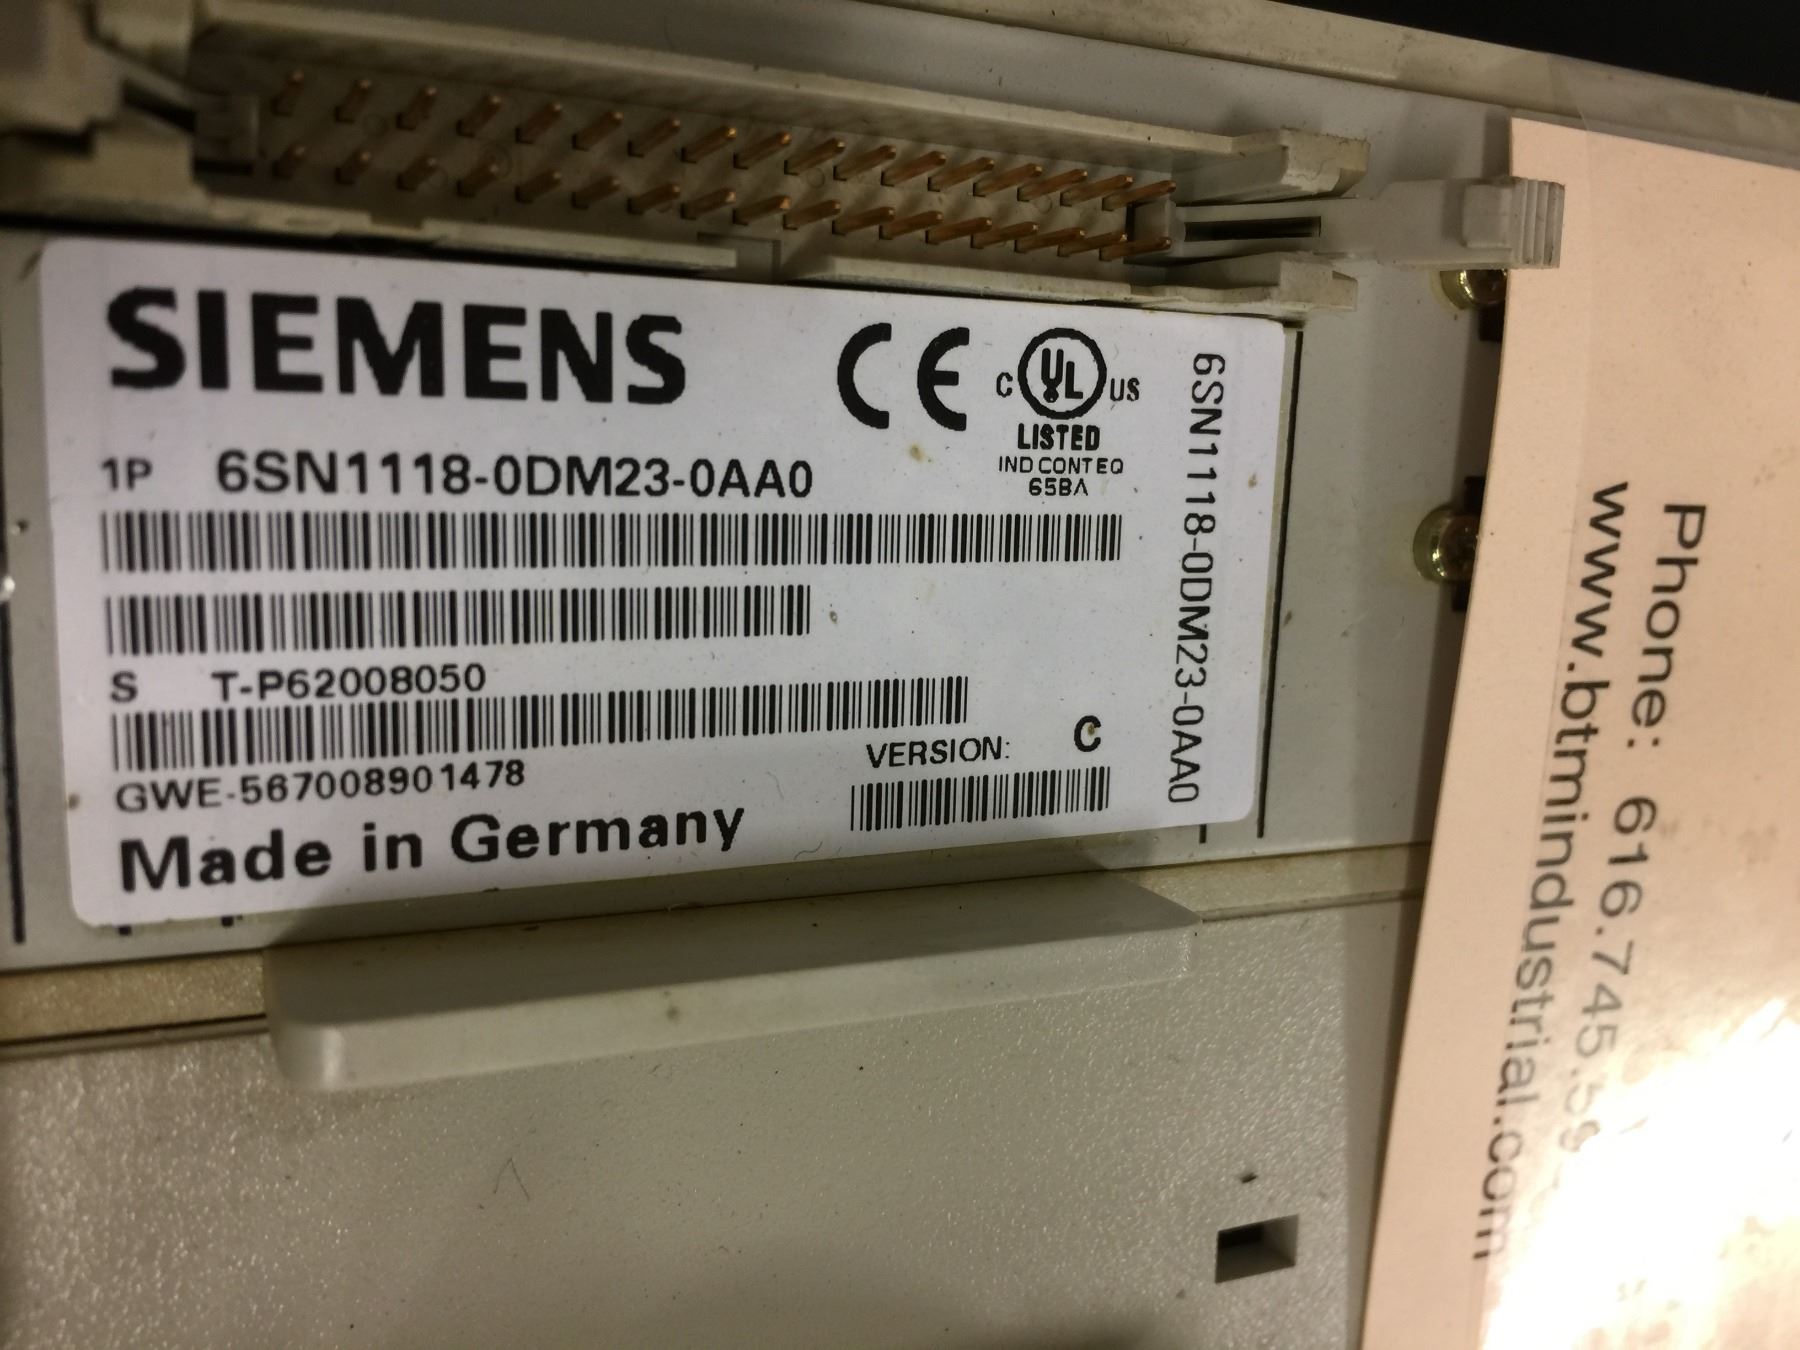 SIEMENS
CE
C UL US
LISTED
IND CONT EQ
65BA
1P 6SN1118-0DM23-0AA0
S T-P62008050
GWE-567008901478
VERSION: C
Made in Germany
6SN1118-0DM23-0AA0
Phone: 616.745.59
www.btmindustrial.com